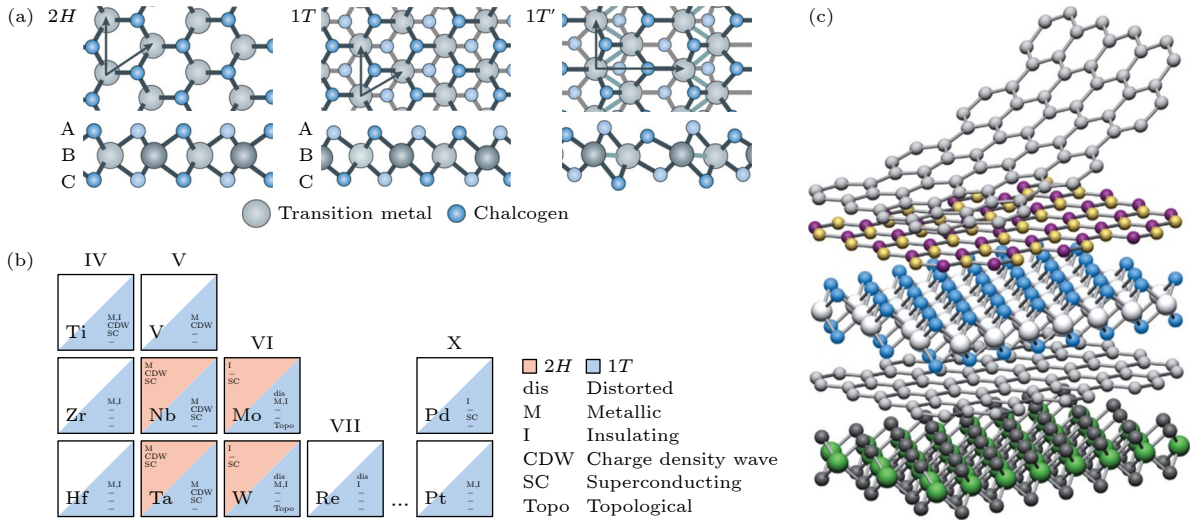 (a) 2H 1T 1T′ (c)
A A
B B
C C
Transition metal Chalcogen
(b) IV V
Ti M,I CDW SC – –
V M CDW – – –
VI X
Zr M,I – – –
Nb M CDW SC M CDW SC – –
Mo I – SC dis M,I – – Topo
Pd I – SC –
VII
Hf M,I – – –
Ta M CDW SC M CDW SC –
W I – SC dis M,I – – Topo
Re dis I – – –
...
Pt M,I – – –
2H 1T
dis Distorted
M Metallic
I Insulating
CDW Charge density wave
SC Superconducting
Topo Topological